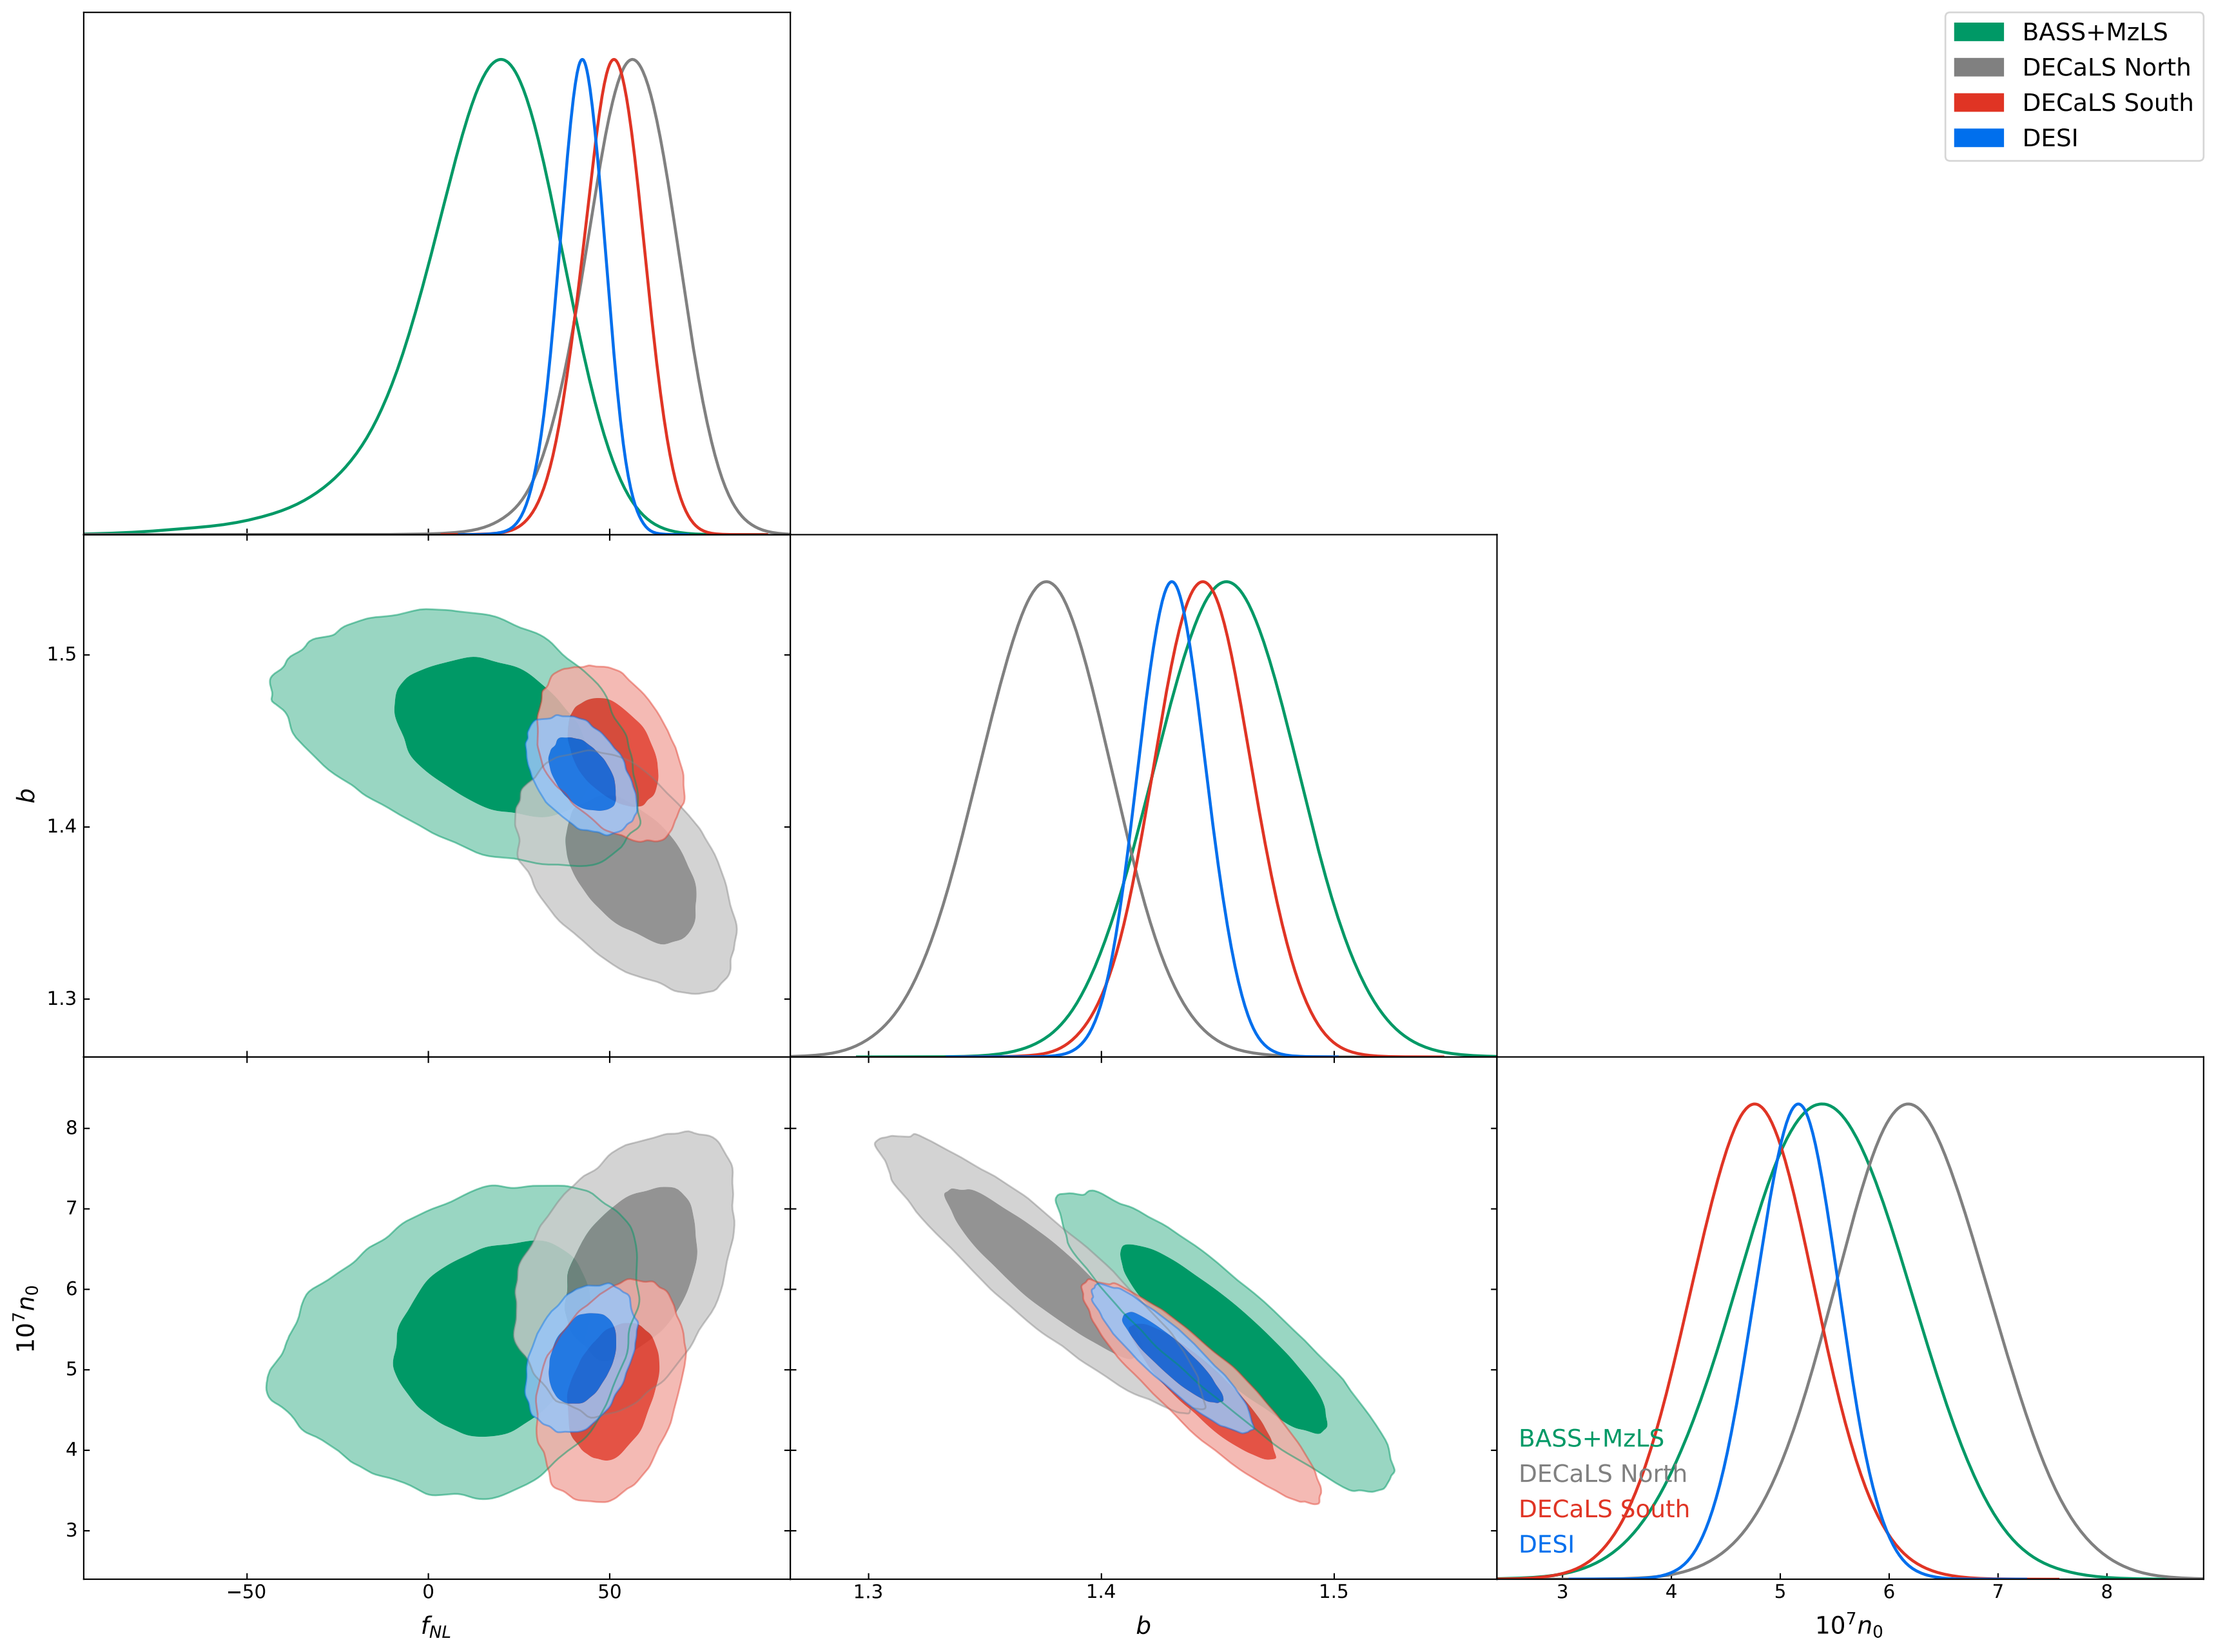 BASS+MzLS
DECaLS North
DECaLS South
DESI
1.5
1.4
1.3
b
8
7
6
5
4
3
10⁷n₀
BASS+MzLS
DECaLS North
DECaLS South
DESI
−50 0 50 1.3 1.4 1.5 3 4 5 6 7 8
f_NL b 10⁷n₀